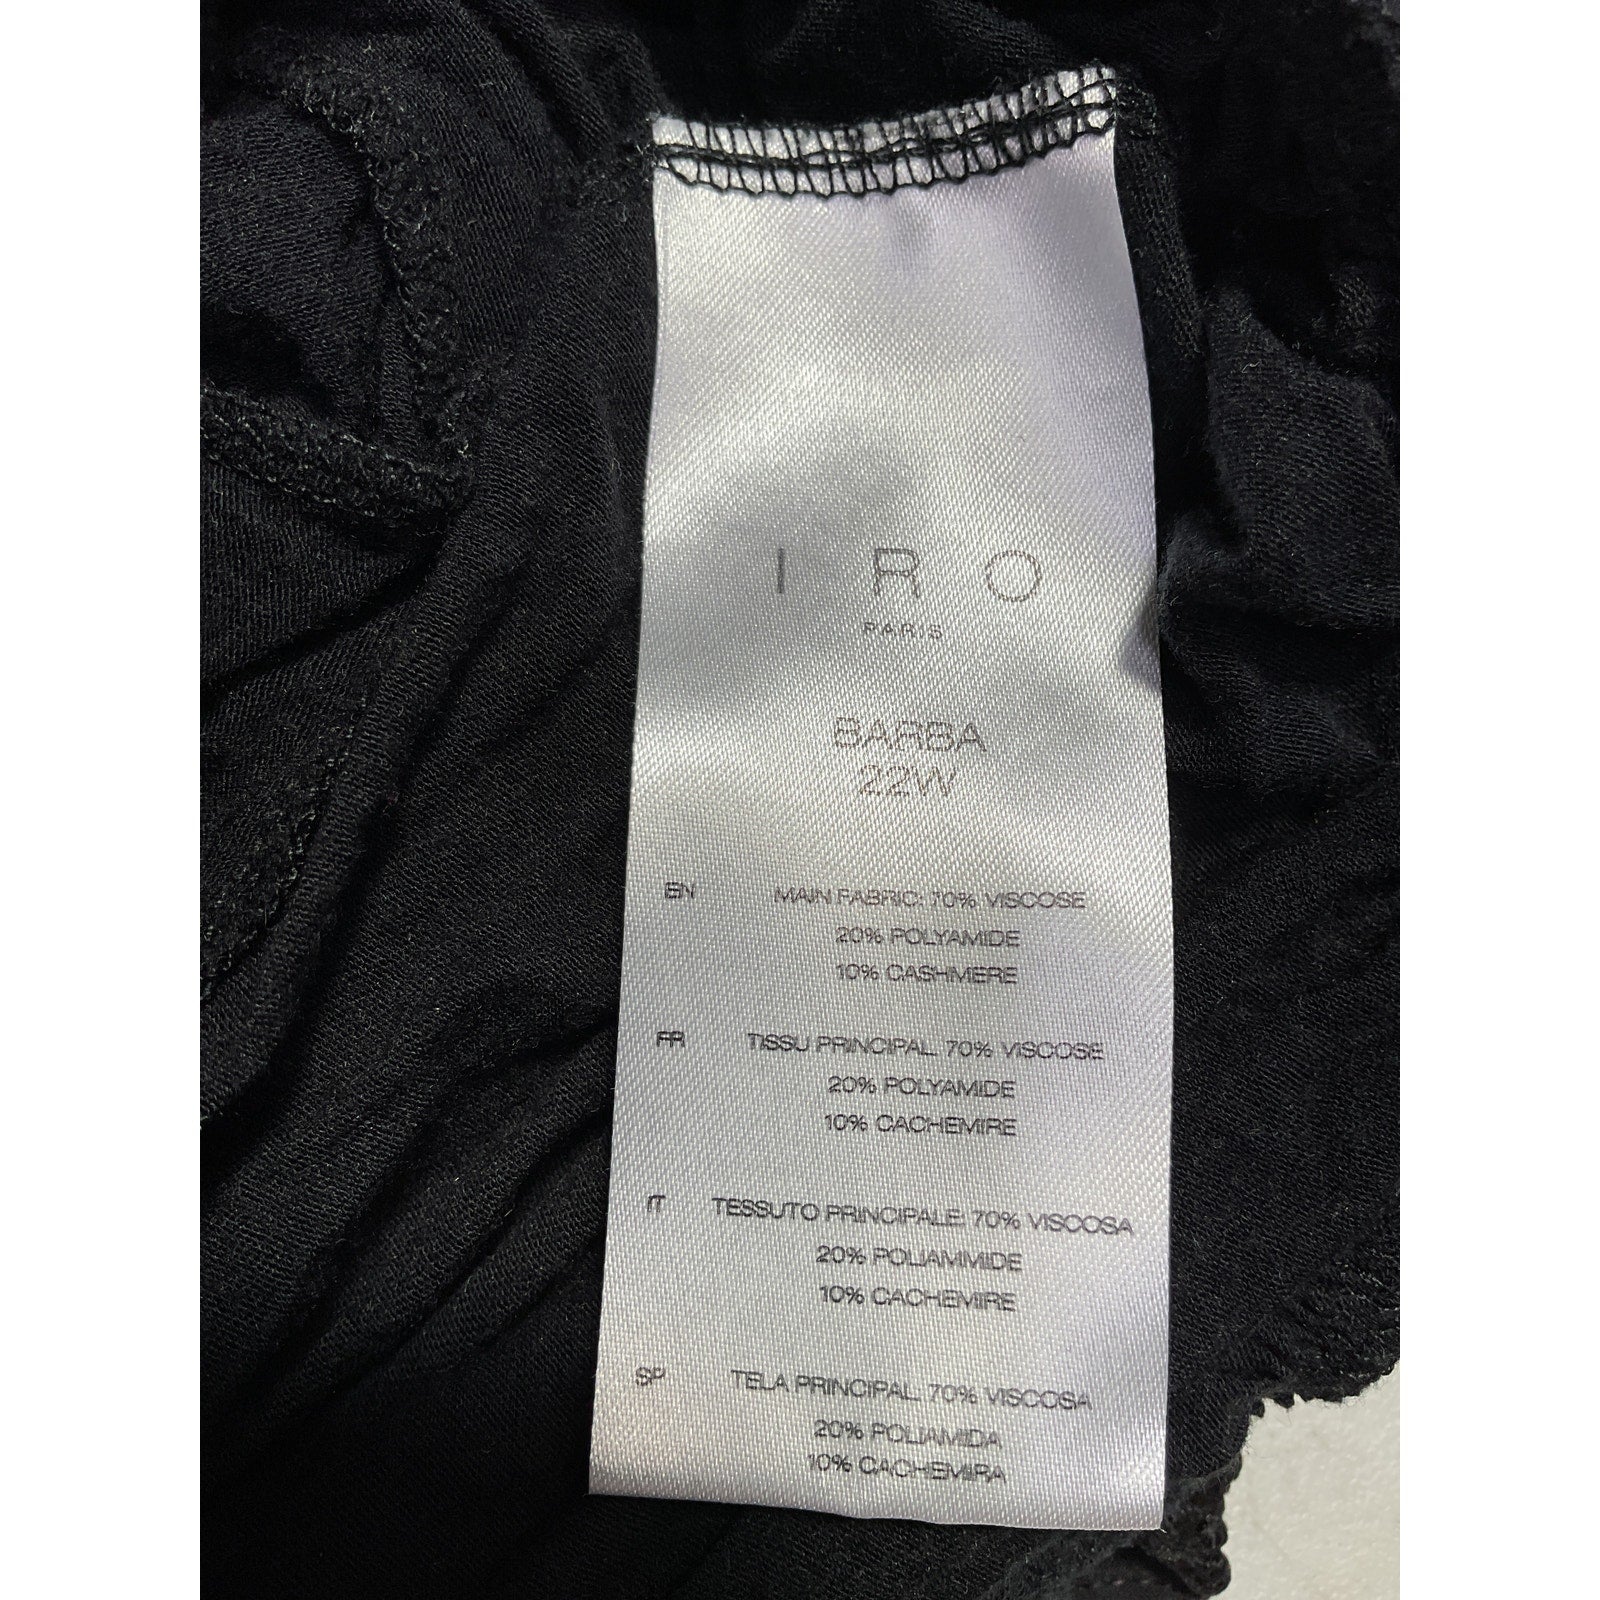 IRO
PARIS
BARBA
22W
EN MAIN FABRIC: 70% VISCOSE
20% POLYAMIDE
10% CASHMERE
FR TISSU PRINCIPAL: 70% VISCOSE
20% POLYAMIDE
10% CACHEMIRE
IT TESSUTO PRINCIPALE: 70% VISCOSA
20% POLIAMMIDE
10% CACHEMIRE
SP TELA PRINCIPAL: 70% VISCOSA
20% POLIAMIDA
10% CACHEMIRA